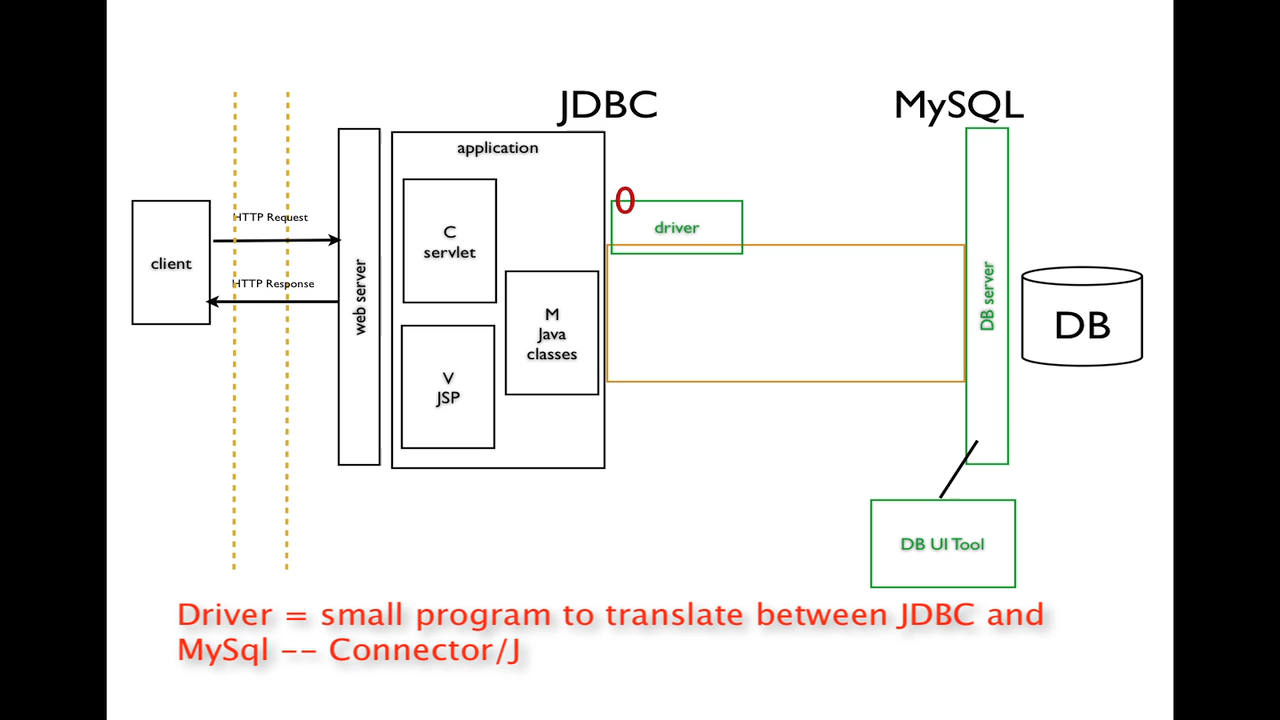 JDBC
MySQL
application
0
driver
client
HTTP Request
HTTP Response
web server
C
servlet
M
Java
classes
V
JSP
DB server
DB
DB UI Tool
Driver = small program to translate between JDBC and
MySql -- Connector/J